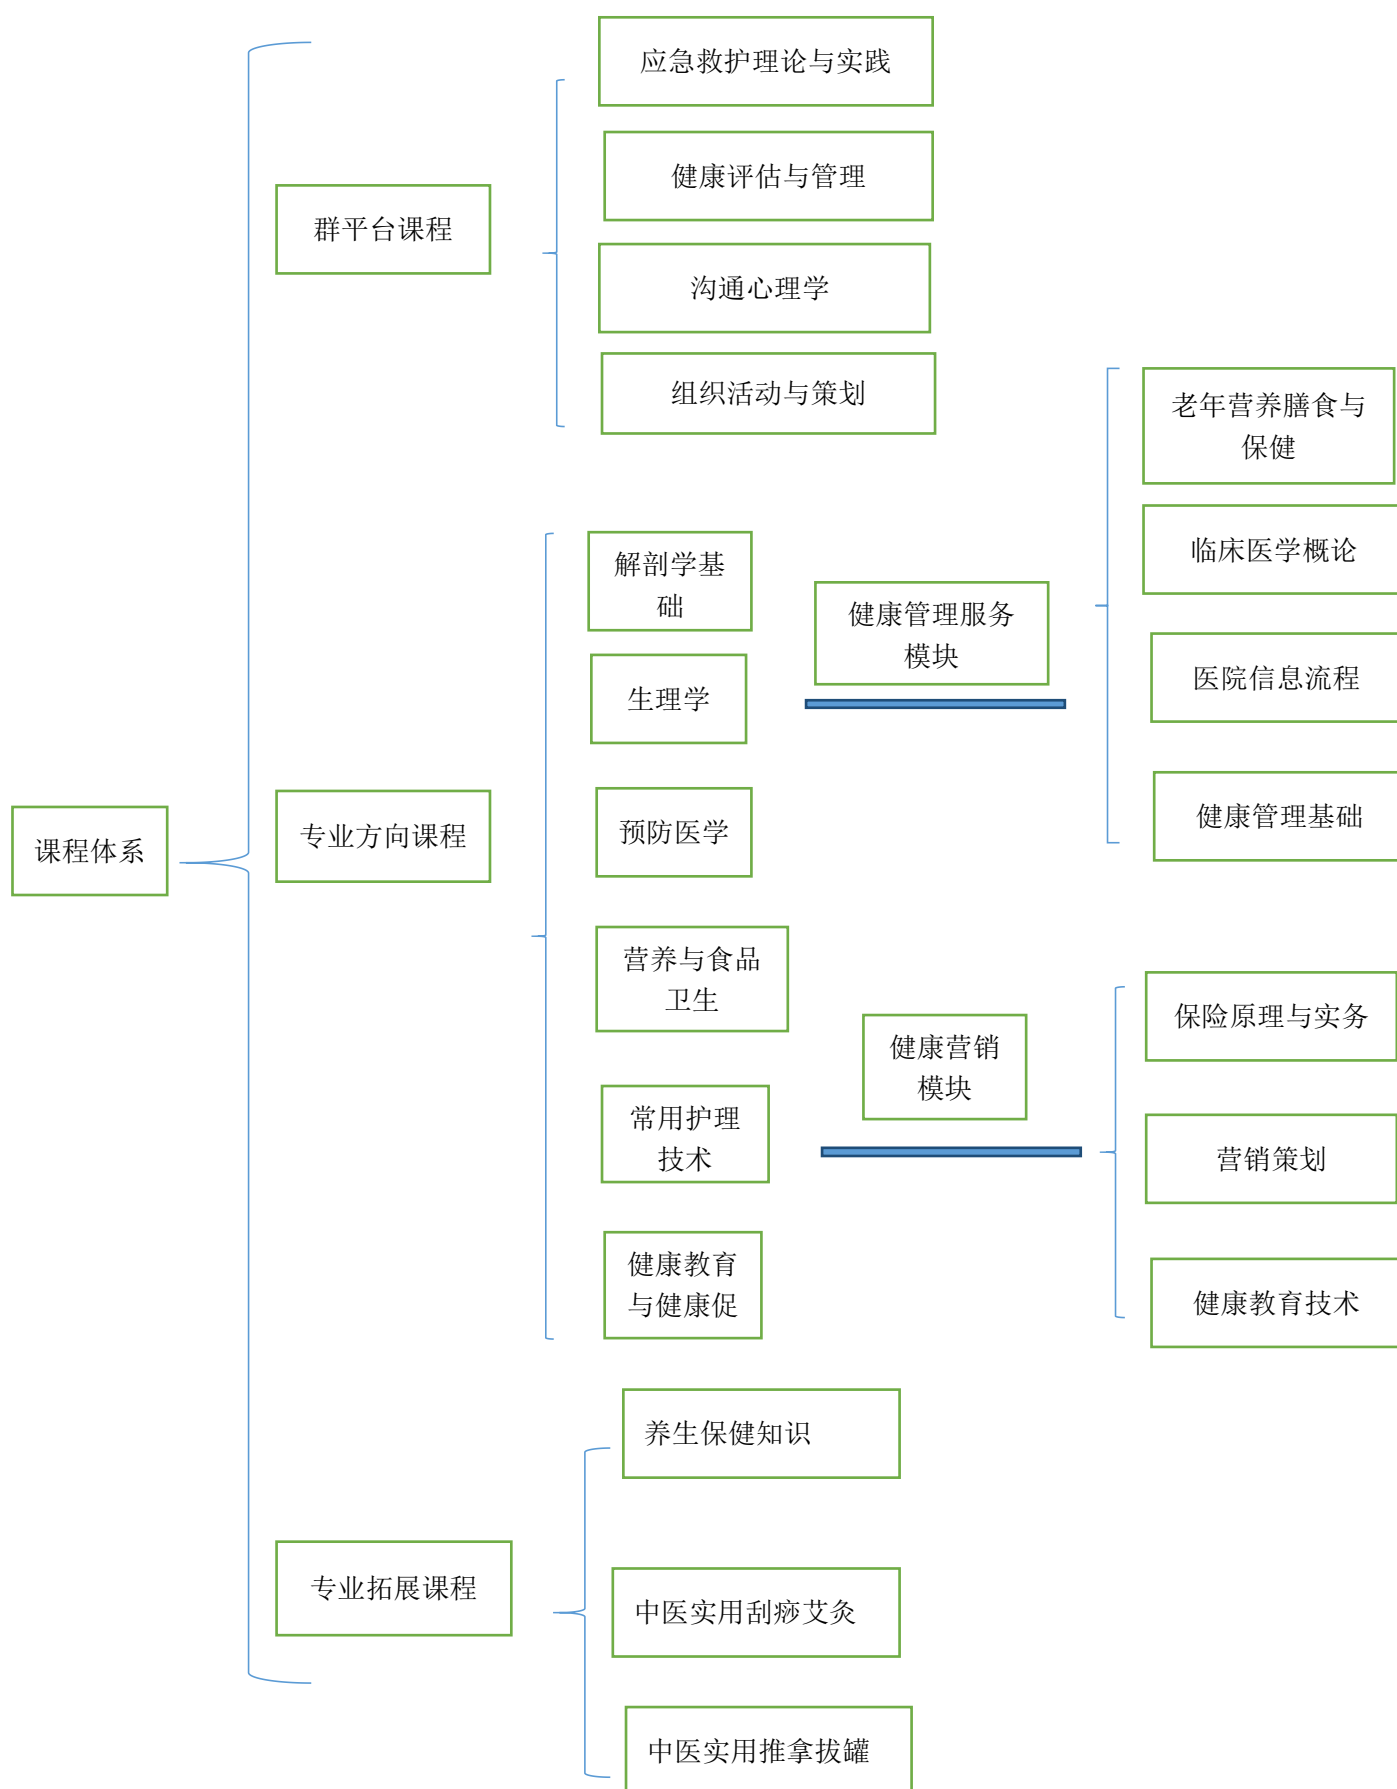 课程体系
群平台课程
应急救护理论与实践
健康评估与管理
沟通心理学
组织活动与策划
专业方向课程
解剖学基
础
生理学
预防医学
营养与食品
卫生
常用护理
技术
健康教育
与健康促
健康管理服务
模块
老年营养膳食与
保健
临床医学概论
医院信息流程
健康管理基础
健康营销
模块
保险原理与实务
营销策划
健康教育技术
专业拓展课程
养生保健知识
中医实用刮痧艾灸
中医实用推拿拔罐